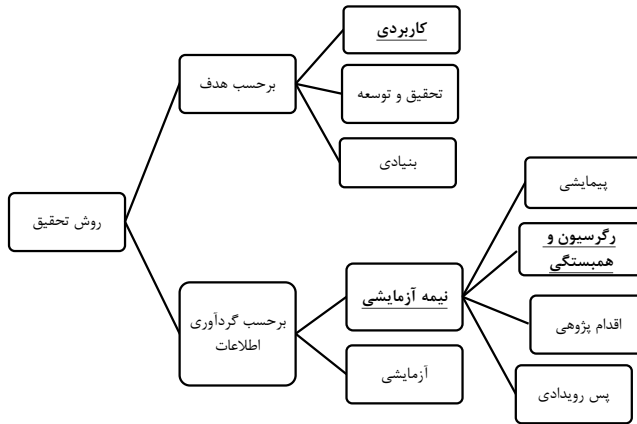 روش تحقیق
برحسب هدف
کاربردی
تحقیق و توسعه
بنیادی
برحسب گردآوری
اطلاعات
نیمه آزمایشی
آزمایشی
پیمایشی
رگرسیون و
همبستگی
اقدام پژوهی
پس رویدادی